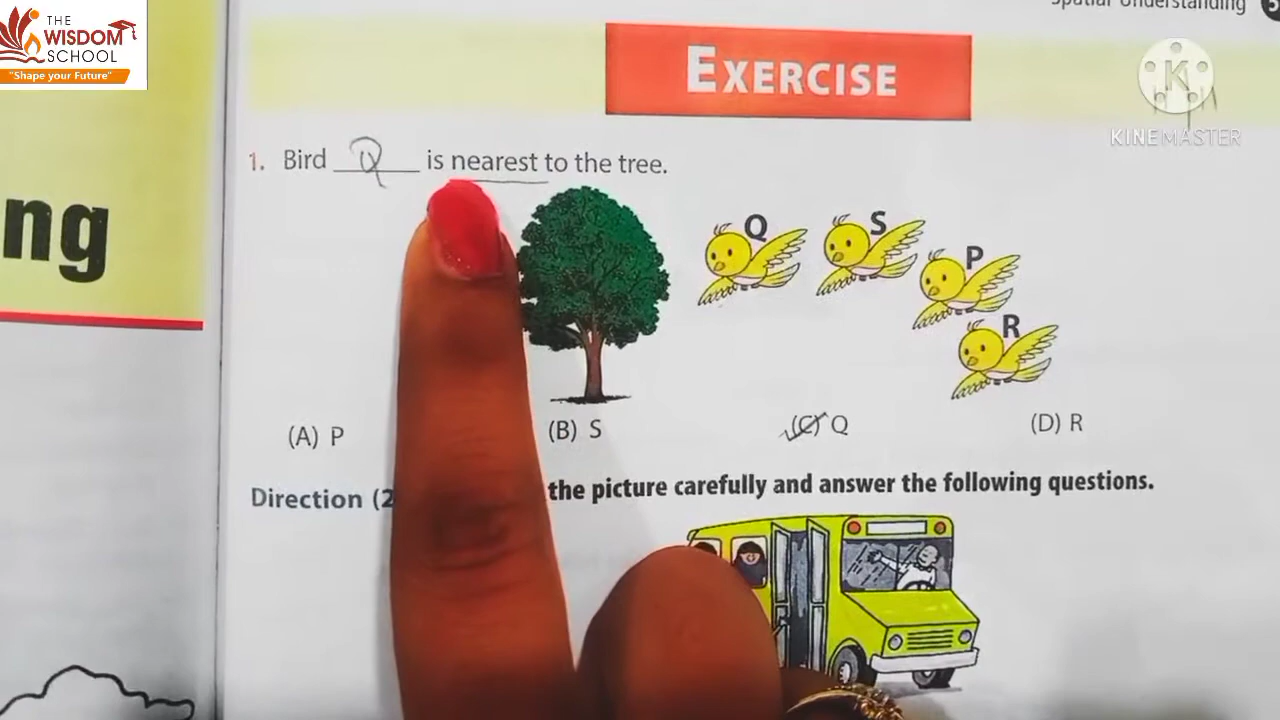 THE
WISDOM
SCHOOL
"Shape your Future"
Spatial Understanding 5
EXERCISE
KINEMASTER
ng
1. Bird Q is nearest to the tree.
Q S P R
(A) P (B) S (C) Q (D) R
Direction (2 the picture carefully and answer the following questions.